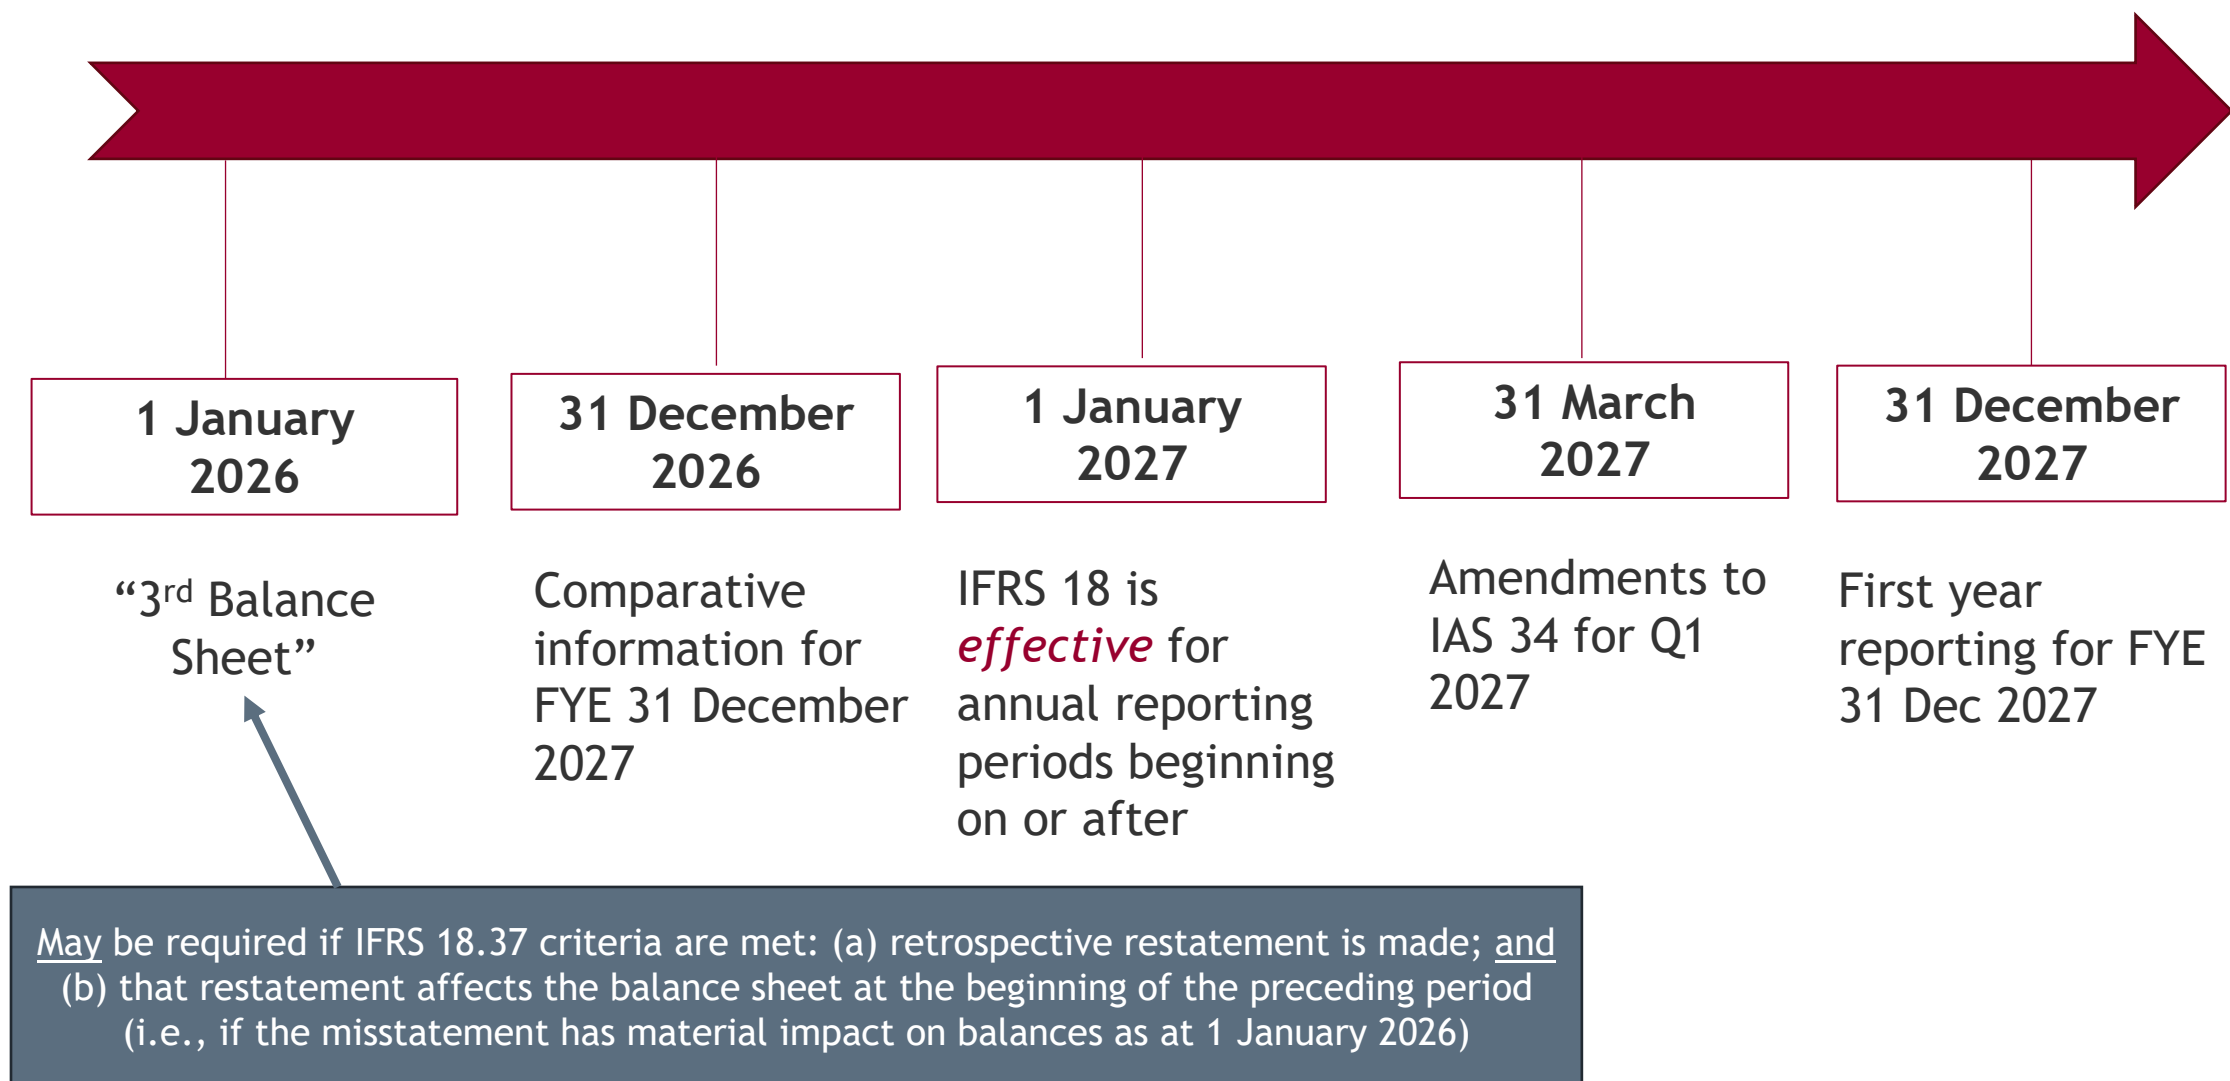 1 January
2026
“3rd Balance
Sheet”
31 December
2026
Comparative
information for
FYE 31 December
2027
1 January
2027
IFRS 18 is
effective for
annual reporting
periods beginning
on or after
31 March
2027
Amendments to
IAS 34 for Q1
2027
31 December
2027
First year
reporting for FYE
31 Dec 2027
May be required if IFRS 18.37 criteria are met: (a) retrospective restatement is made; and
(b) that restatement affects the balance sheet at the beginning of the preceding period
(i.e., if the misstatement has material impact on balances as at 1 January 2026)